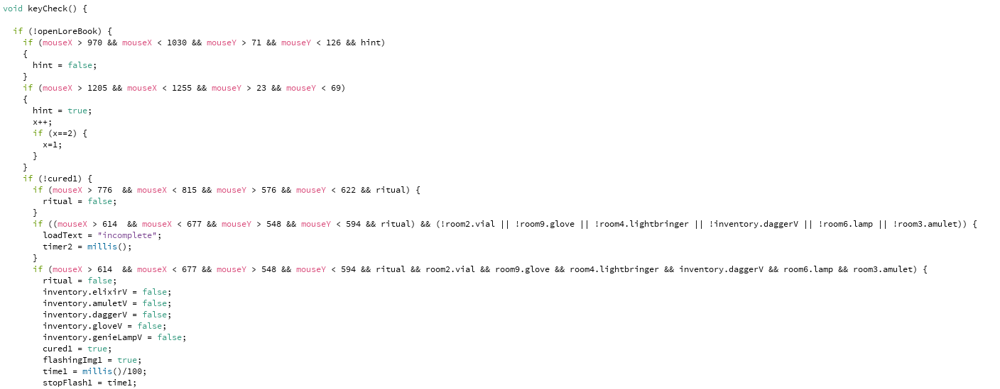 void keyCheck() {
if (!openLoreBook) {
if (mouseX > 970 && mouseX < 1030 && mouseY > 71 && mouseY < 126 && hint)
{
hint = false;
}
if (mouseX > 1205 && mouseX < 1255 && mouseY > 23 && mouseY < 69)
{
hint = true;
x++;
if (x==2) {
x=1;
}
}
if (!cured1) {
if (mouseX > 776  && mouseX < 815 && mouseY > 576 && mouseY < 622 && ritual) {
ritual = false;
}
if ((mouseX > 614  && mouseX < 677 && mouseY > 548 && mouseY < 594 && ritual) && (!room2.vial || !room9.glove || !room4.lightbringer || !inventory.daggerV || !room6.lamp || !room3.amulet)) {
loadText = "incomplete";
timer2 = millis();
}
if (mouseX > 614  && mouseX < 677 && mouseY > 548 && mouseY < 594 && ritual && room2.vial && room9.glove && room4.lightbringer && inventory.daggerV && room6.lamp && room3.amulet) {
ritual = false;
inventory.elixirV = false;
inventory.amuletV = false;
inventory.daggerV = false;
inventory.gloveV = false;
inventory.genieLampV = false;
cured1 = true;
flashingImg1 = true;
time1 = millis()/100;
stopFlash1 = time1;